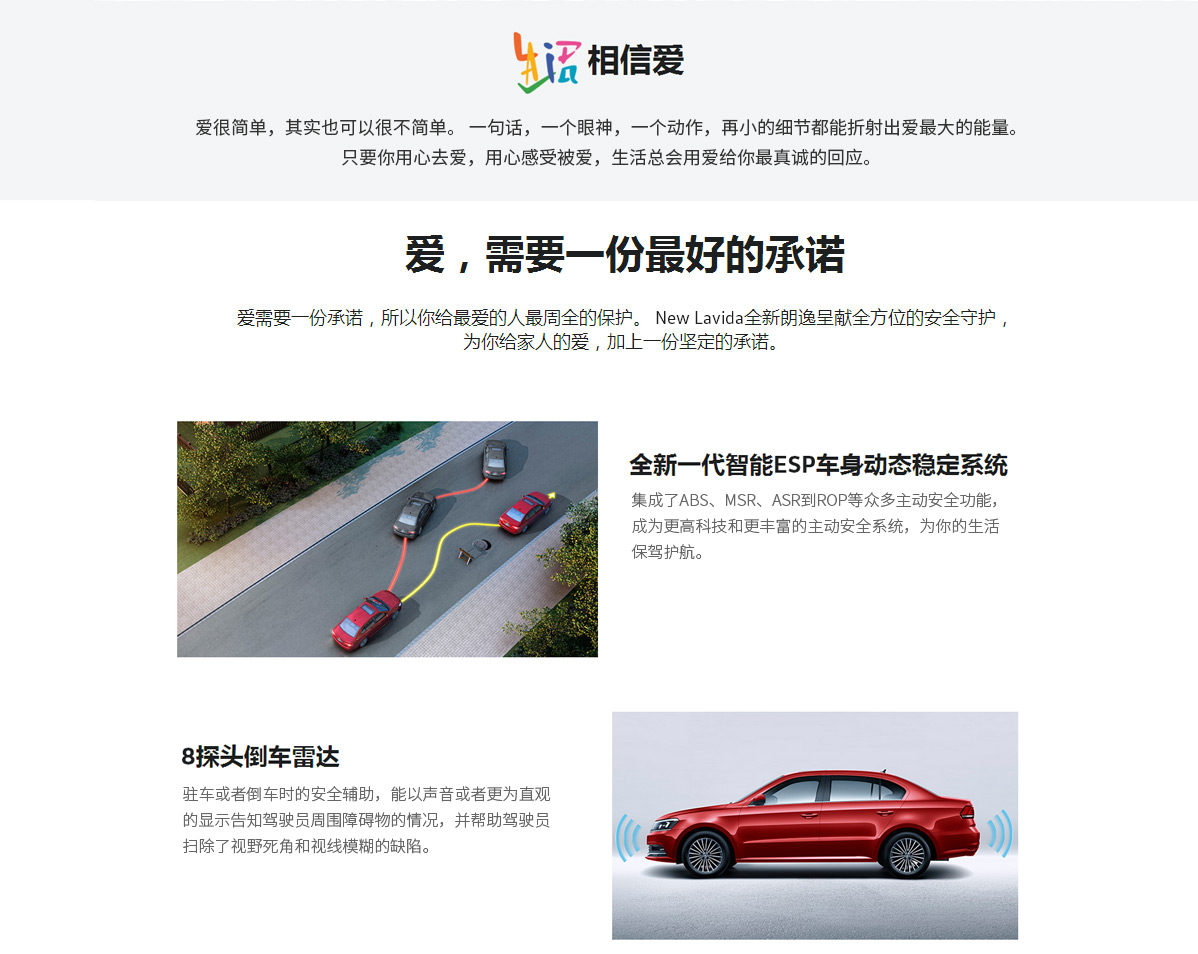 相信爱
爱很简单，其实也可以很不简单。 一句话，一个眼神，一个动作，再小的细节都能折射出爱最大的能量。
只要你用心去爱，用心感受被爱，生活总会用爱给你最真诚的回应。
爱，需要一份最好的承诺
爱需要一份承诺，所以你给最爱的人最周全的保护。 New Lavida全新朗逸呈献全方位的安全守护，
为你给家人的爱，加上一份坚定的承诺。
全新一代智能ESP车身动态稳定系统
集成了ABS、MSR、ASR到ROP等众多主动安全功能，
成为更高科技和更丰富的主动安全系统，为你的生活
保驾护航。
8探头倒车雷达
驻车或者倒车时的安全辅助，能以声音或者更为直观
的显示告知驾驶员周围障碍物的情况，并帮助驾驶员
扫除了视野死角和视线模糊的缺陷。